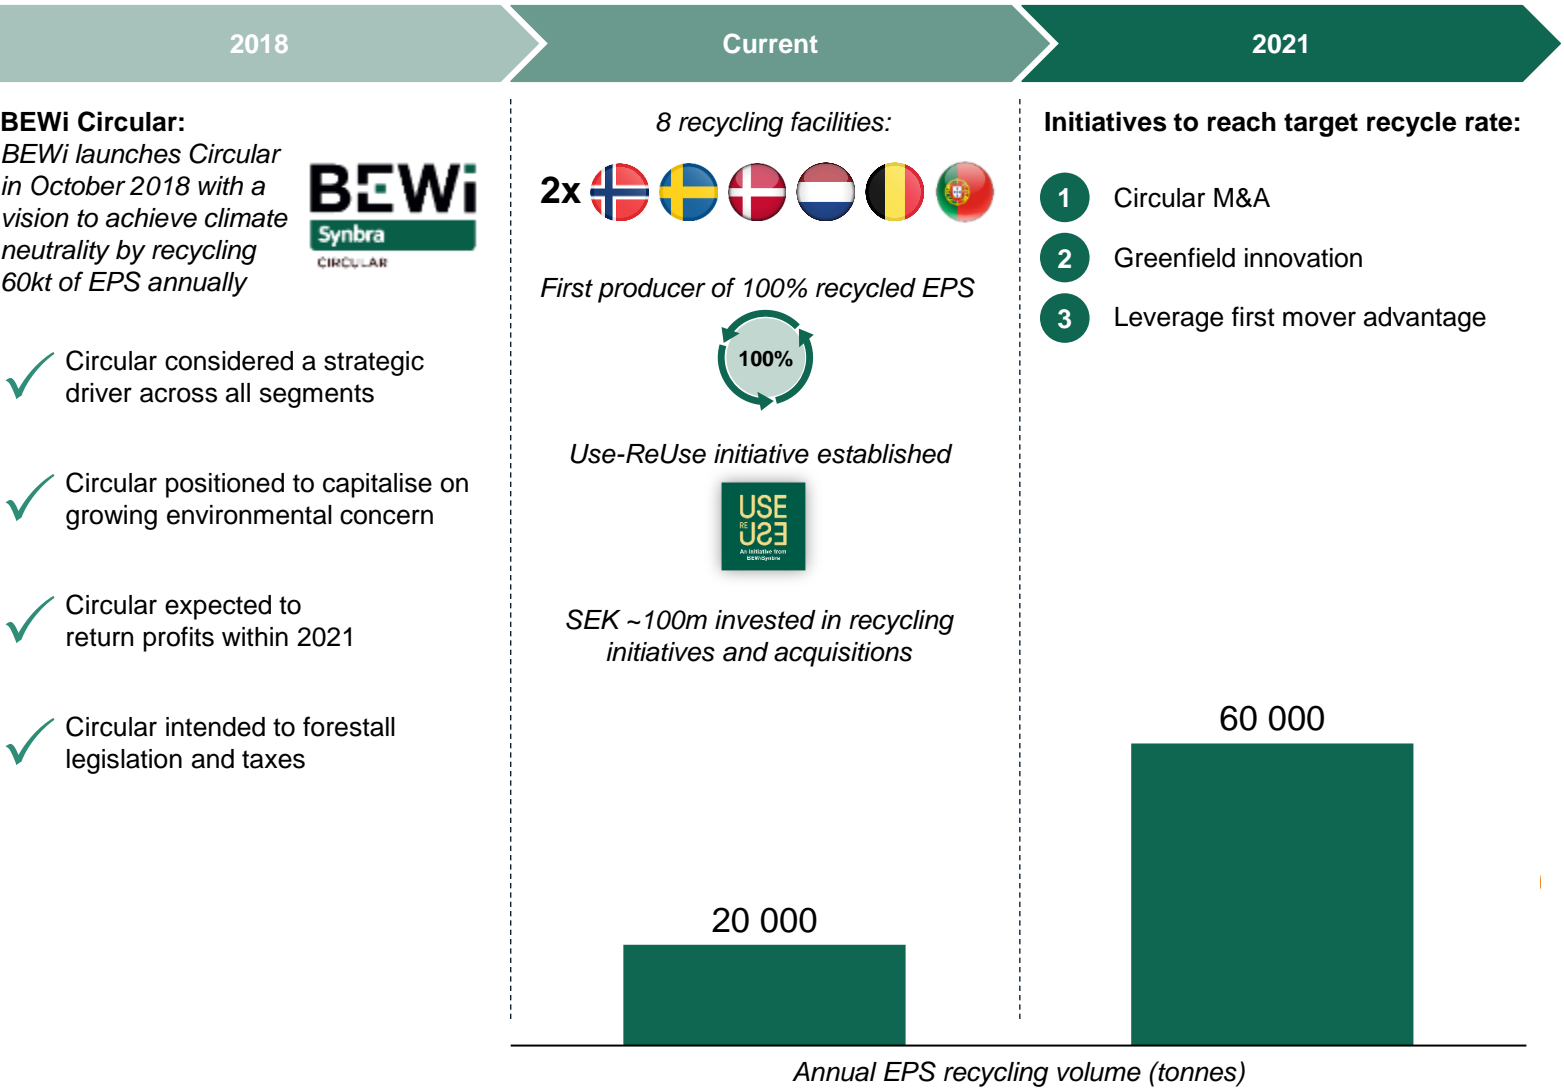 2018
Current
2021
BEWi Circular:
BEWi launches Circular
in October 2018 with a
vision to achieve climate
neutrality by recycling
60kt of EPS annually
BEWi
Synbra
CIRCULAR
Circular considered a strategic
driver across all segments
Circular positioned to capitalise on
growing environmental concern
Circular expected to
return profits within 2021
Circular intended to forestall
legislation and taxes
8 recycling facilities:
2x
First producer of 100% recycled EPS
100%
Use-ReUse initiative established
USE
RE
USE
An initiative from
BEWiSynbra
SEK ~100m invested in recycling
initiatives and acquisitions
Initiatives to reach target recycle rate:
1 Circular M&A
2 Greenfield innovation
3 Leverage first mover advantage
20 000
60 000
Annual EPS recycling volume (tonnes)